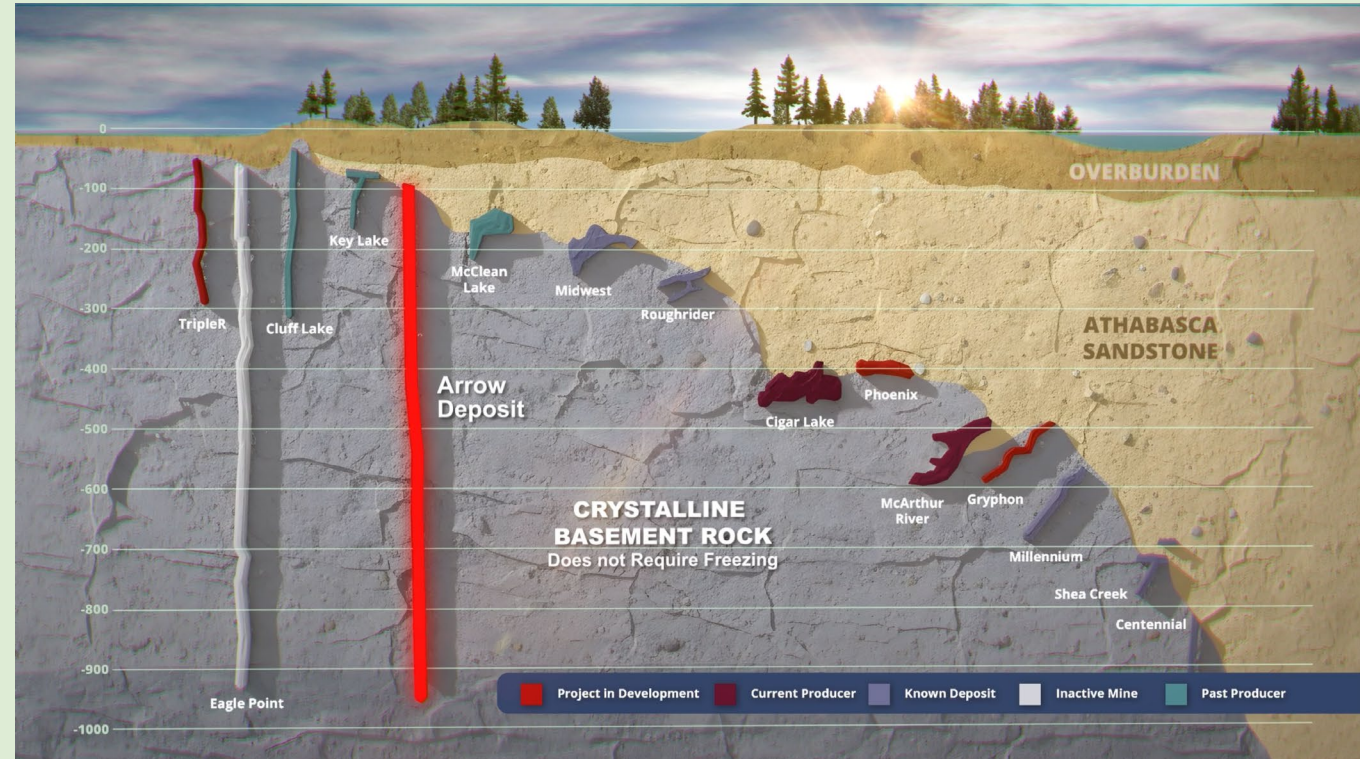 0
OVERBURDEN
-100
Key Lake
-200
McClean
Lake
Midwest
-300
Roughrider
TripleR
Cluff Lake
ATHABASCA
SANDSTONE
-400
Arrow
Deposit
Phoenix
Cigar Lake
-500
McArthur
River
Gryphon
-600
CRYSTALLINE
BASEMENT ROCK
Does not Require Freezing
-700
Millennium
Shea Creek
-800
Centennial
-900
Eagle Point
Project in Development
Current Producer
Known Deposit
Inactive Mine
Past Producer
-1000